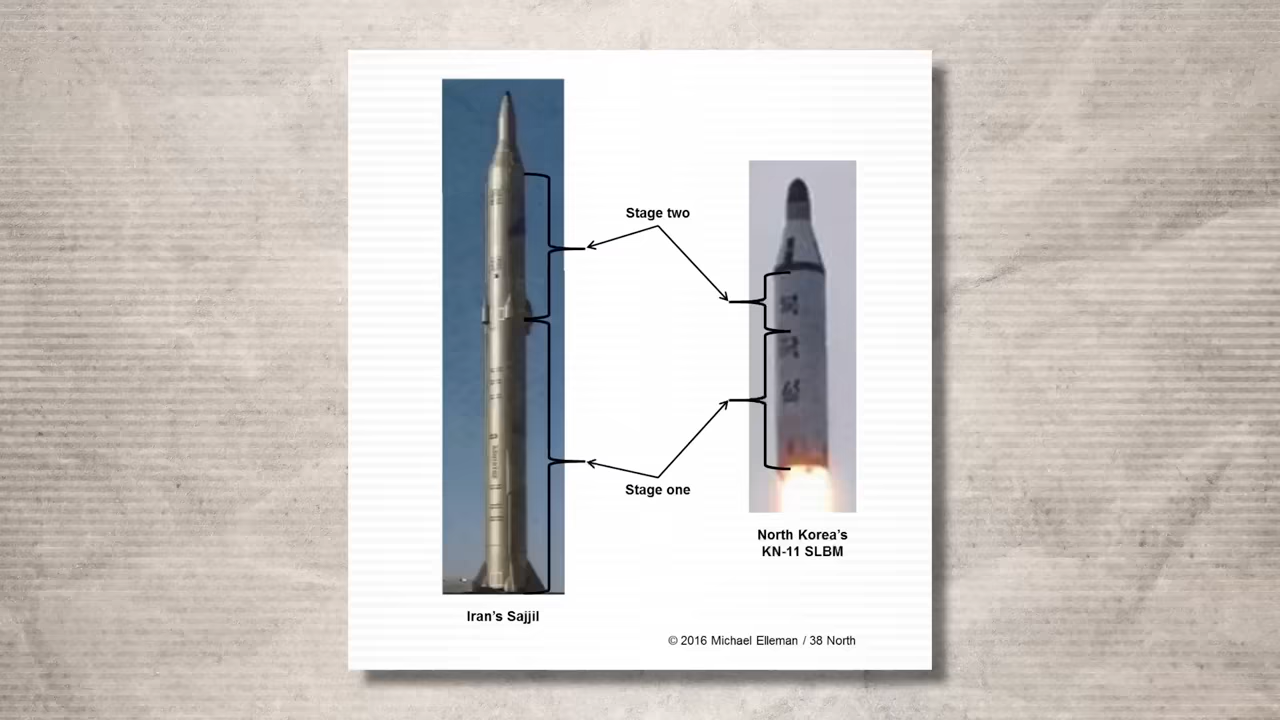 Stage two
Stage one
North Korea's
KN-11 SLBM
Iran's Sajjil
© 2016 Michael Elleman / 38 North